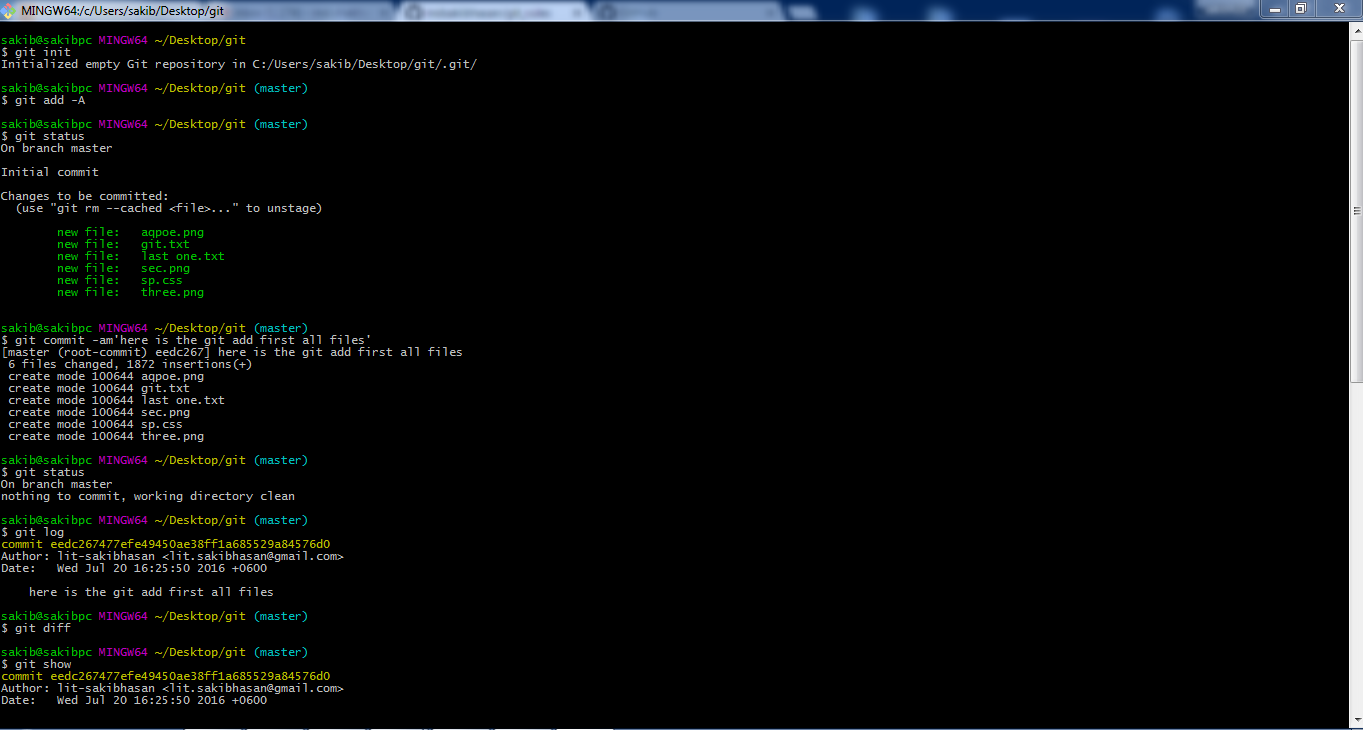 MINGW64:/c/Users/sakib/Desktop/git
sakib@sakibpc MINGW64 ~/Desktop/git
$ git init
Initialized empty Git repository in C:/Users/sakib/Desktop/git/.git/
sakib@sakibpc MINGW64 ~/Desktop/git (master)
$ git add -A
sakib@sakibpc MINGW64 ~/Desktop/git (master)
$ git status
On branch master
Initial commit
Changes to be committed:
  (use "git rm --cached <file>..." to unstage)
        new file:   aqpoe.png
        new file:   git.txt
        new file:   last one.txt
        new file:   sec.png
        new file:   sp.css
        new file:   three.png
sakib@sakibpc MINGW64 ~/Desktop/git (master)
$ git commit -am'here is the git add first all files'
[master (root-commit) eedc267] here is the git add first all files
 6 files changed, 1872 insertions(+)
 create mode 100644 aqpoe.png
 create mode 100644 git.txt
 create mode 100644 last one.txt
 create mode 100644 sec.png
 create mode 100644 sp.css
 create mode 100644 three.png
sakib@sakibpc MINGW64 ~/Desktop/git (master)
$ git status
On branch master
nothing to commit, working directory clean
sakib@sakibpc MINGW64 ~/Desktop/git (master)
$ git log
commit eedc267477efe49450ae38ff1a685529a84576d0
Author: lit-sakibhasan <lit.sakibhasan@gmail.com>
Date:   Wed Jul 20 16:25:50 2016 +0600
    here is the git add first all files
sakib@sakibpc MINGW64 ~/Desktop/git (master)
$ git diff
sakib@sakibpc MINGW64 ~/Desktop/git (master)
$ git show
commit eedc267477efe49450ae38ff1a685529a84576d0
Author: lit-sakibhasan <lit.sakibhasan@gmail.com>
Date:   Wed Jul 20 16:25:50 2016 +0600